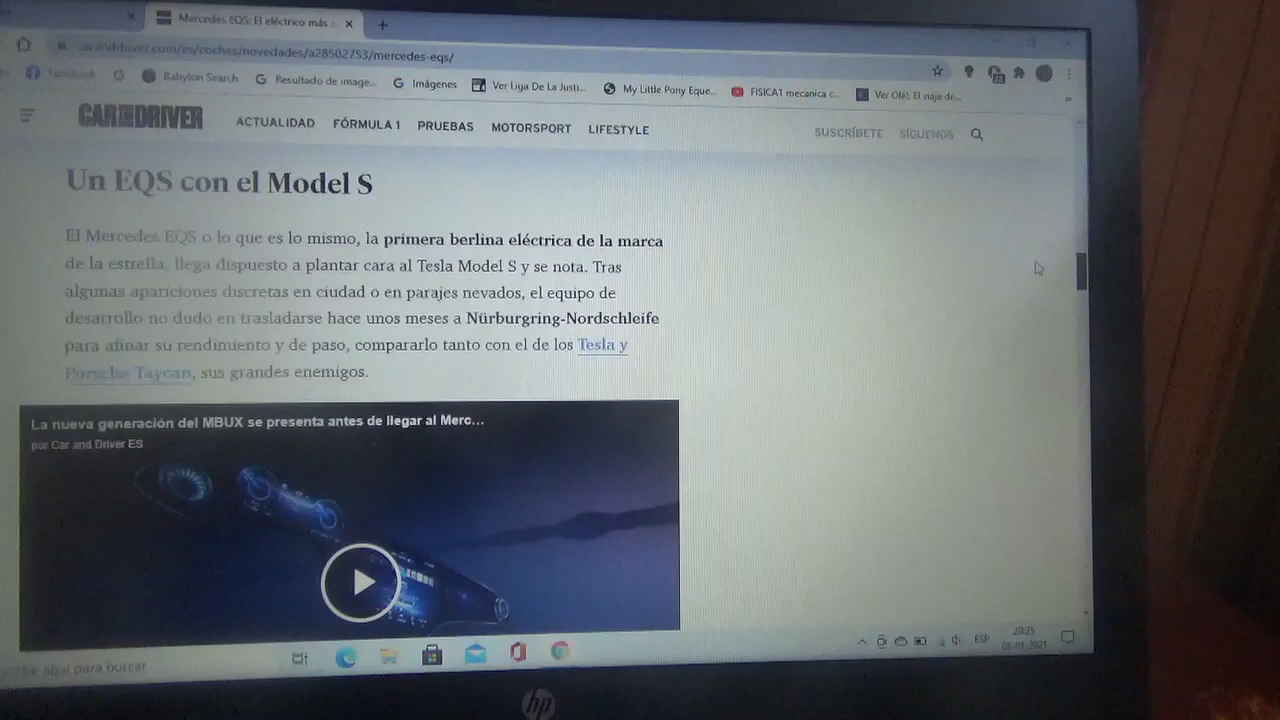 Mercedes EQS: El eléctrico más
anddriver.com/es/coches/novedades/a28502753/mercedes-eqs/
Facebook
Babylon Search
Resultado de image...
Imágenes
Ver Liga De La Justi...
My Little Pony Eque...
FISICA1 mecanica c...
Ver Olé!: El viaje de...
»
CAR AND DRIVER
ACTUALIDAD
FÓRMULA 1
PRUEBAS
MOTORSPORT
LIFESTYLE
SUSCRÍBETE
SÍGUENOS
Un EQS con el Model S
El Mercedes EQS o lo que es lo mismo, la primera berlina eléctrica de la marca
de la estrella, llega dispuesto a plantar cara al Tesla Model S y se nota. Tras
algunas apariciones discretas en ciudad o en parajes nevados, el equipo de
desarrollo no dudó en trasladarse hace unos meses a Nürburgring-Nordschleife
para afinar su rendimiento y de paso, compararlo tanto con el de los Tesla y
Porsche Taycan, sus grandes enemigos.
La nueva generación del MBUX se presenta antes de llegar al Merc...
por Car and Driver ES
be aquí para buscar
ESP
20:25
hp